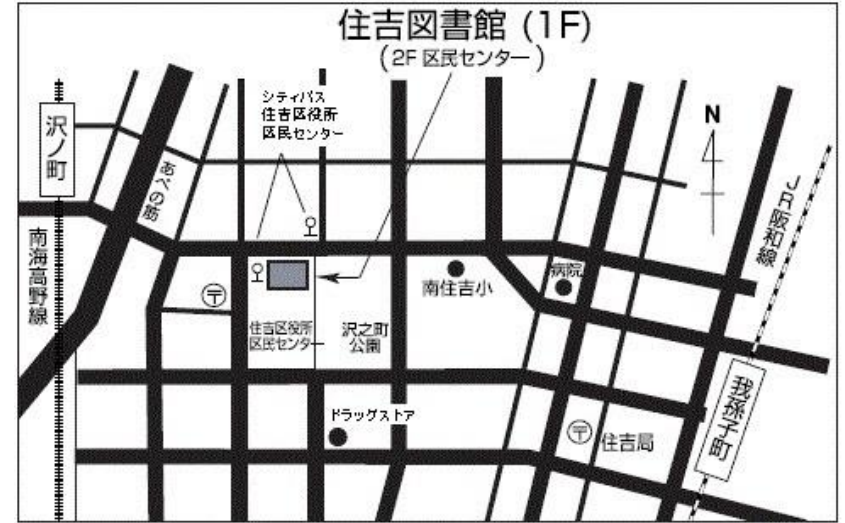 住吉図書館 (1F)
(2F 区民センター)
シティバス
住吉区役所
区民センター
N
沢ノ町
あべの筋
JR阪和線
南海高野線
病院
南住吉小
〒
住吉区役所
区民センター
沢之町
公園
我孫子町
ドラッグストア
〒 住吉局